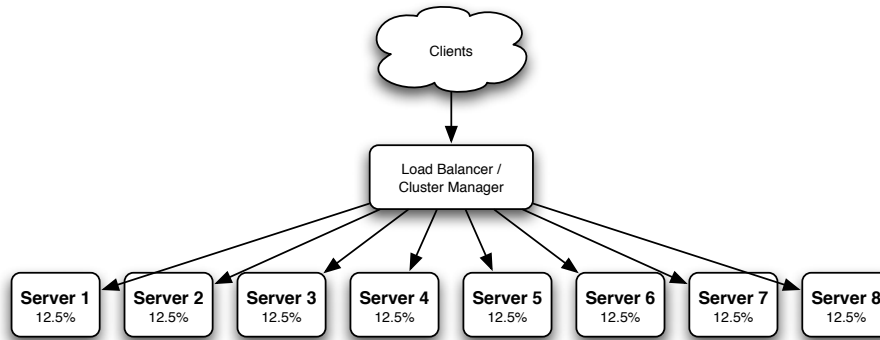 Clients
Load Balancer /
Cluster Manager
Server 1
12.5%
Server 2
12.5%
Server 3
12.5%
Server 4
12.5%
Server 5
12.5%
Server 6
12.5%
Server 7
12.5%
Server 8
12.5%